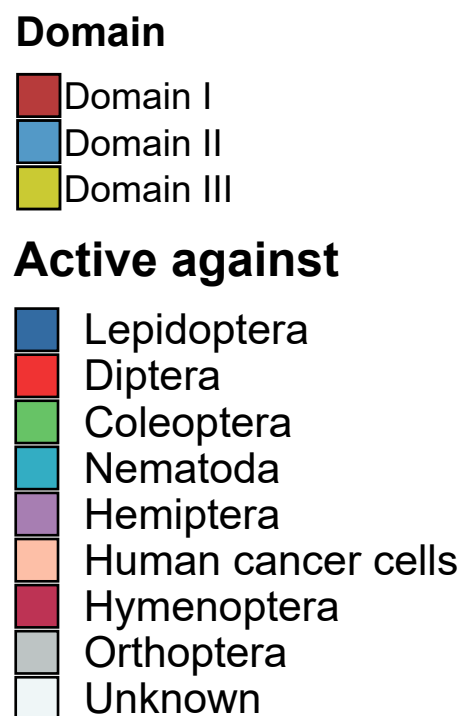 Domain
Domain I
Domain II
Domain III
Active against
Lepidoptera
Diptera
Coleoptera
Nematoda
Hemiptera
Human cancer cells
Hymenoptera
Orthoptera
Unknown